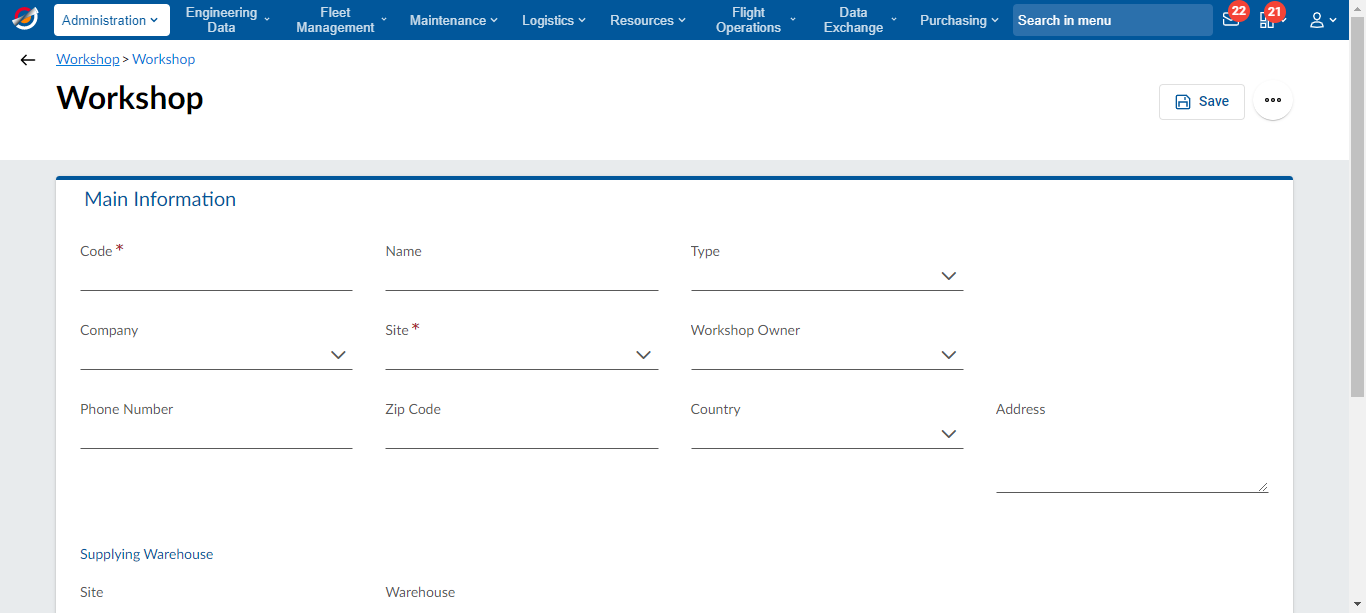 Administration
Engineering
Data
Fleet
Management
Maintenance
Logistics
Resources
Flight
Operations
Data
Exchange
Purchasing
Search in menu
22
21
Workshop > Workshop
Workshop
Save
Main Information
Code *
Name
Type
Company
Site *
Workshop Owner
Phone Number
Zip Code
Country
Address
Supplying Warehouse
Site
Warehouse